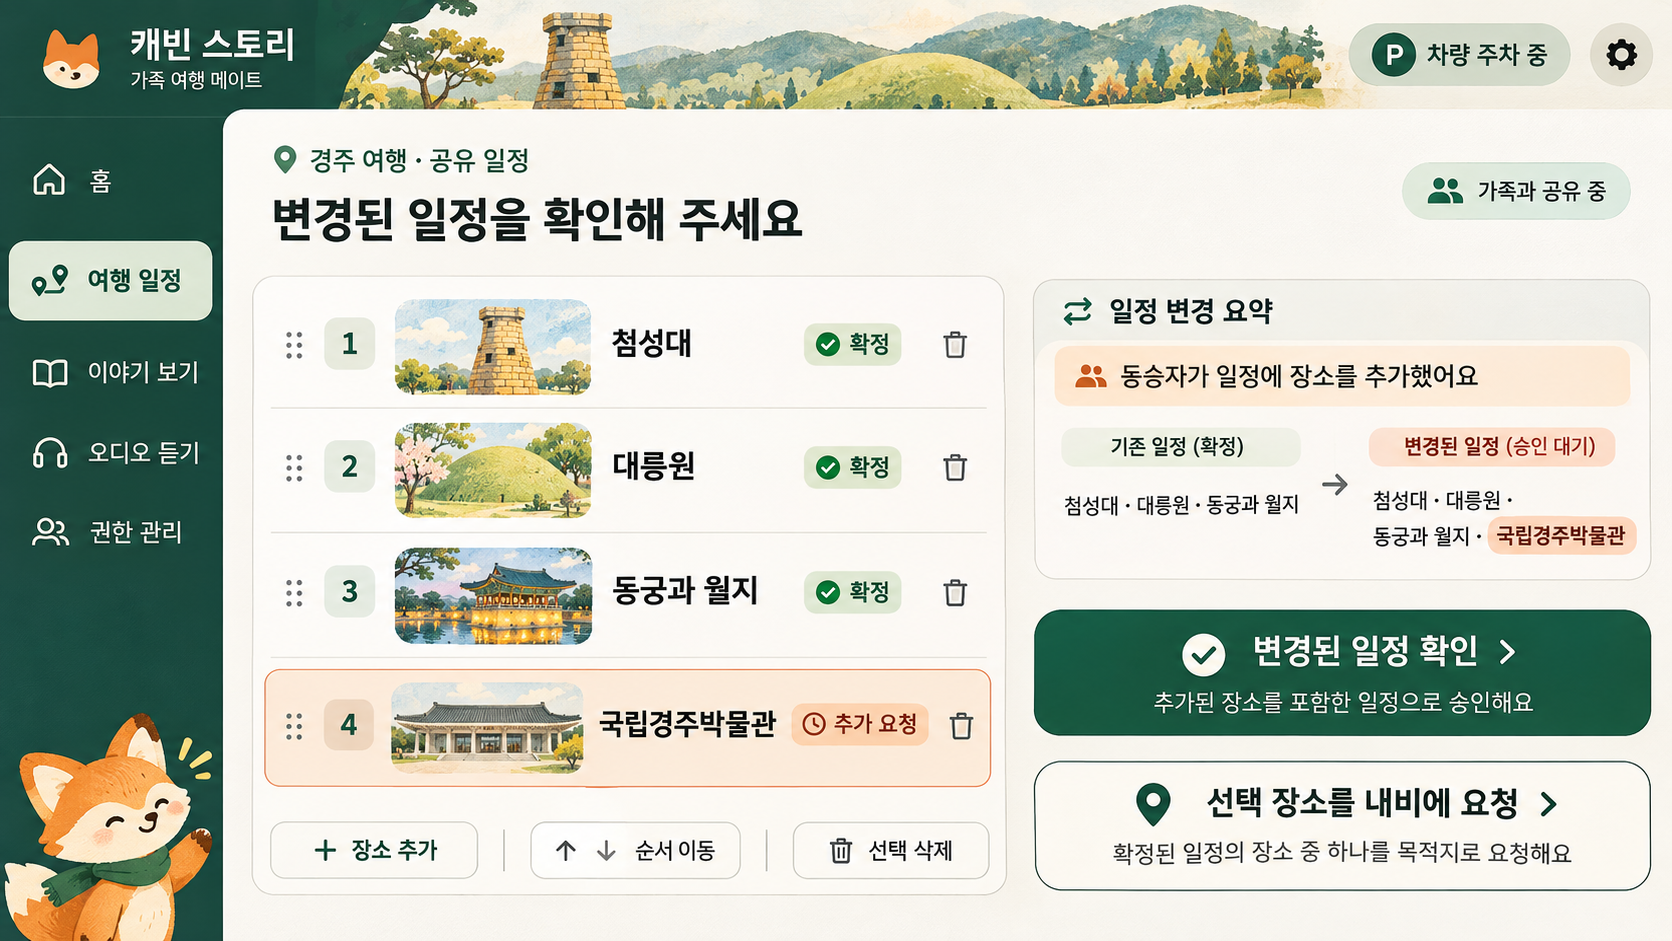 캐빈 스토리
가족 여행 메이트
P 차량 주차 중
홈
여행 일정
이야기 보기
오디오 듣기
권한 관리
경주 여행 · 공유 일정
변경된 일정을 확인해 주세요
가족과 공유 중
1 첨성대 확정
2 대릉원 확정
3 동궁과 월지 확정
4 국립경주박물관 추가 요청
+ 장소 추가
↑ ↓ 순서 이동
선택 삭제
일정 변경 요약
동승자가 일정에 장소를 추가했어요
기존 일정 (확정)
첨성대 · 대릉원 · 동궁과 월지
→
변경된 일정 (승인 대기)
첨성대 · 대릉원 ·
동궁과 월지 · 국립경주박물관
변경된 일정 확인 >
추가된 장소를 포함한 일정으로 송인해요
선택 장소를 내비에 요청 >
확정된 일정의 장소 중 하나를 목적지로 요청해요